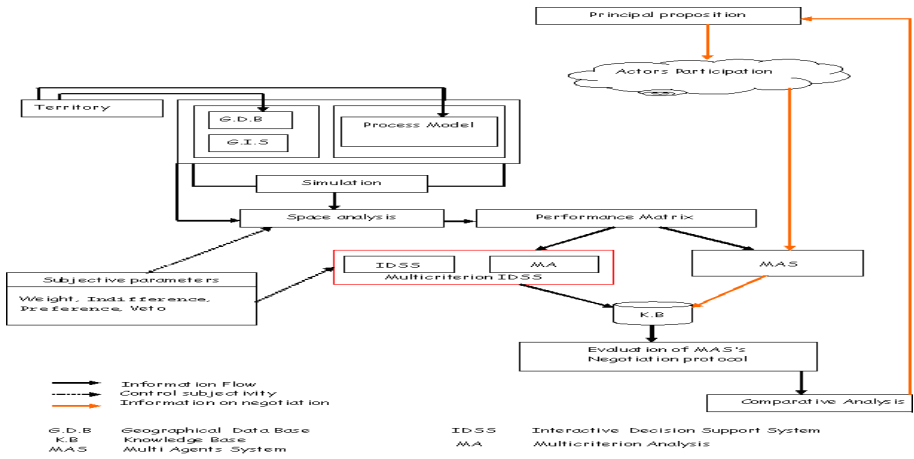 Principal proposition
Actors Participation
Territory
G.D.B
G.I.S
Process Model
Simulation
Space analysis
Performance Matrix
Subjective parameters
Weight, Indifference,
Preference, Veto
IDSS
MA
Multicriterion IDSS
MAS
K.B
Evaluation of MAS's
Negotiation protocol
Comparative Analysis
Information Flow
Control subjectivity
Information on negotiation
G.D.B Geographical Data Base
K.B Knowledge Base
MAS Multi Agents System
IDSS Interactive Decision Support System
MA Multicriterion Analysis